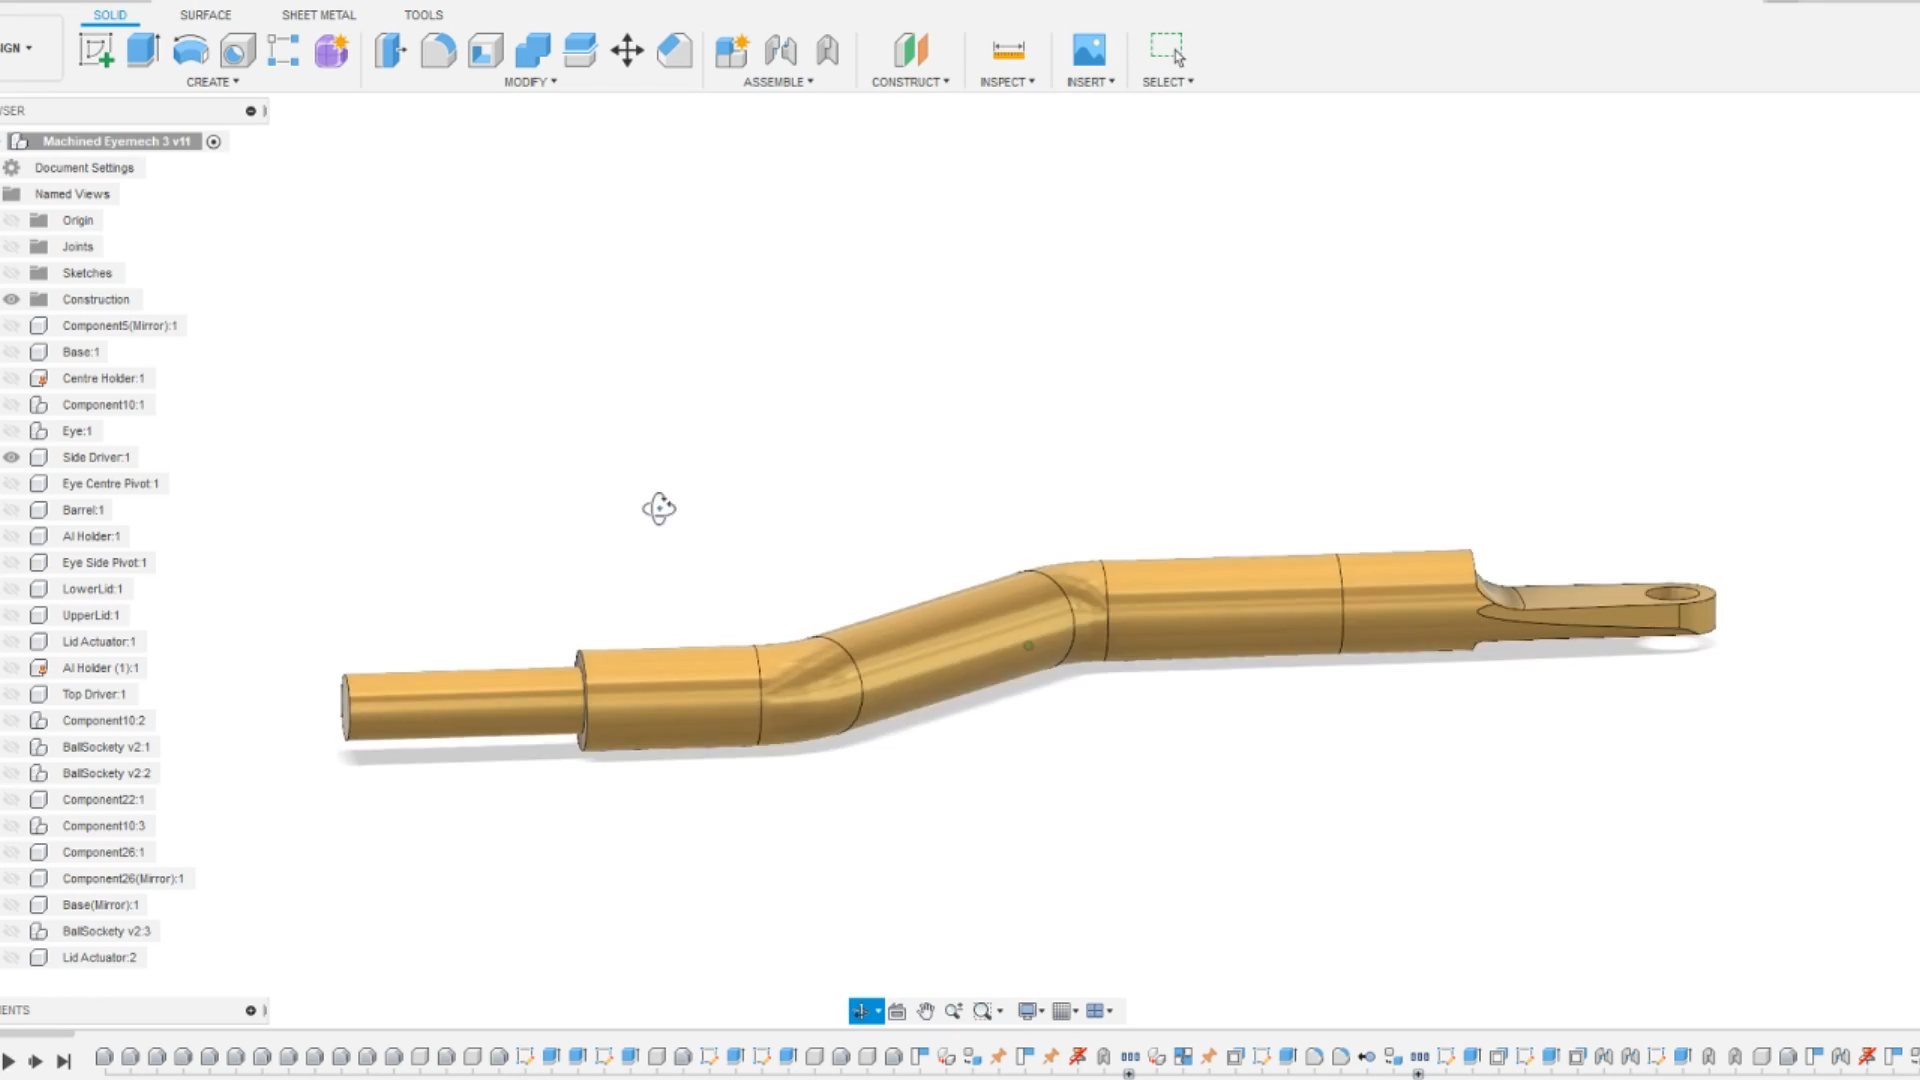 SOLID SURFACE SHEET METAL TOOLS
IGN
CREATE MODIFY ASSEMBLE CONSTRUCT INSPECT INSERT SELECT
SER
Machined Eyemech 3 v11
Document Settings
Named Views
Origin
Joints
Sketches
Construction
Component5(Mirror):1
Base:1
Centre Holder:1
Component10:1
Eye:1
Side Driver:1
Eye Centre Pivot:1
Barrel:1
Al Holder:1
Eye Side Pivot:1
LowerLid:1
UpperLid:1
Lid Actuator:1
Al Holder (1):1
Top Driver:1
Component10:2
BallSockety v2:1
BallSockety v2:2
Component22:1
Component10:3
Component26:1
Component26(Mirror):1
Base(Mirror):1
BallSockety v2:3
Lid Actuator:2
ENTS